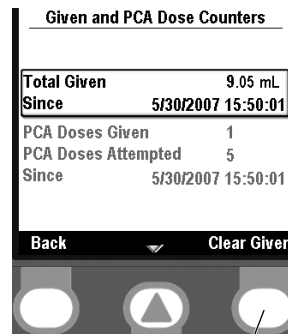 Given and PCA Dose Counters
Total Given 9.05 mL
Since 5/30/2007 15:50:01
PCA Doses Given 1
PCA Doses Attempted 5
Since 5/30/2007 15:50:01
Back Clear Given